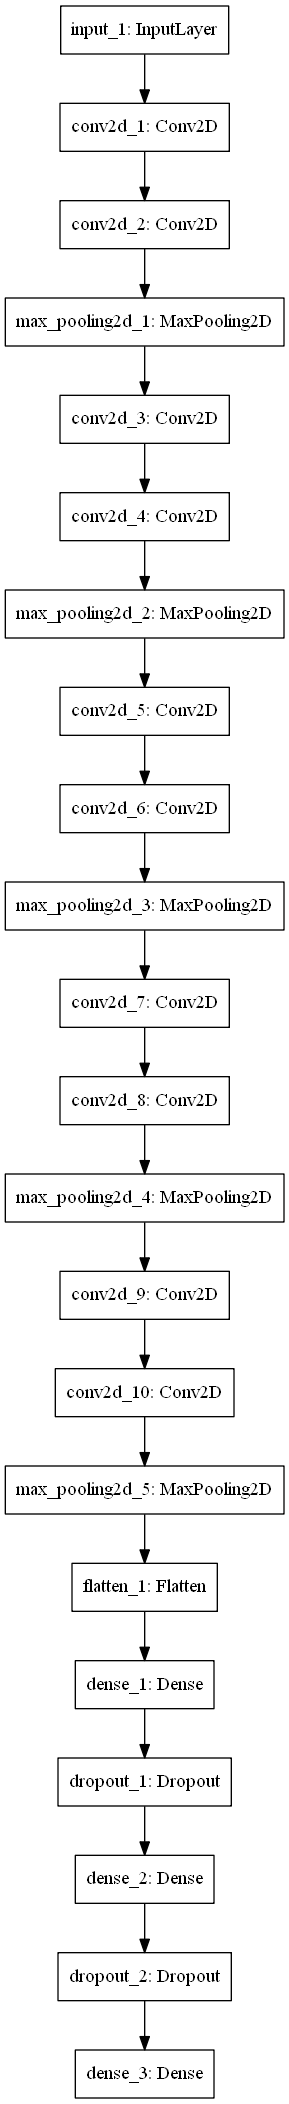 input_1: InputLayer
conv2d_1: Conv2D
conv2d_2: Conv2D
max_pooling2d_1: MaxPooling2D
conv2d_3: Conv2D
conv2d_4: Conv2D
max_pooling2d_2: MaxPooling2D
conv2d_5: Conv2D
conv2d_6: Conv2D
max_pooling2d_3: MaxPooling2D
conv2d_7: Conv2D
conv2d_8: Conv2D
max_pooling2d_4: MaxPooling2D
conv2d_9: Conv2D
conv2d_10: Conv2D
max_pooling2d_5: MaxPooling2D
flatten_1: Flatten
dense_1: Dense
dropout_1: Dropout
dense_2: Dense
dropout_2: Dropout
dense_3: Dense